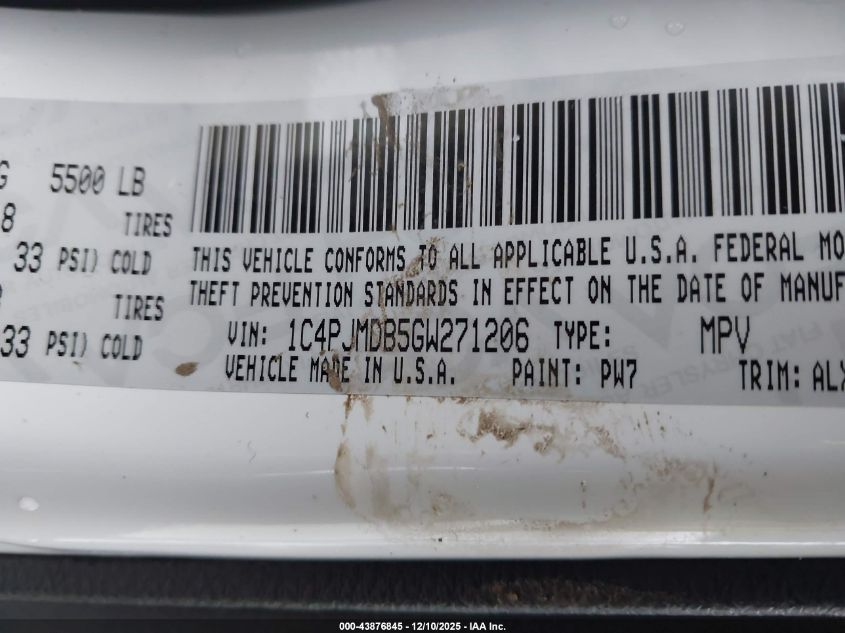 G 5500 LB
8 TIRES
33 PSI) COLD
TIRES
33 PSI) COLD
THIS VEHICLE CONFORMS TO ALL APPLICABLE U.S.A. FEDERAL MO
THEFT PREVENTION STANDARDS IN EFFECT ON THE DATE OF MANUF
VIN: 1C4PJMDB5GW271206 TYPE: MPV
VEHICLE MADE IN U.S.A. PAINT: PW7 TRIM: ALX
000-43876845 - 12/10/2025 - IAA Inc.